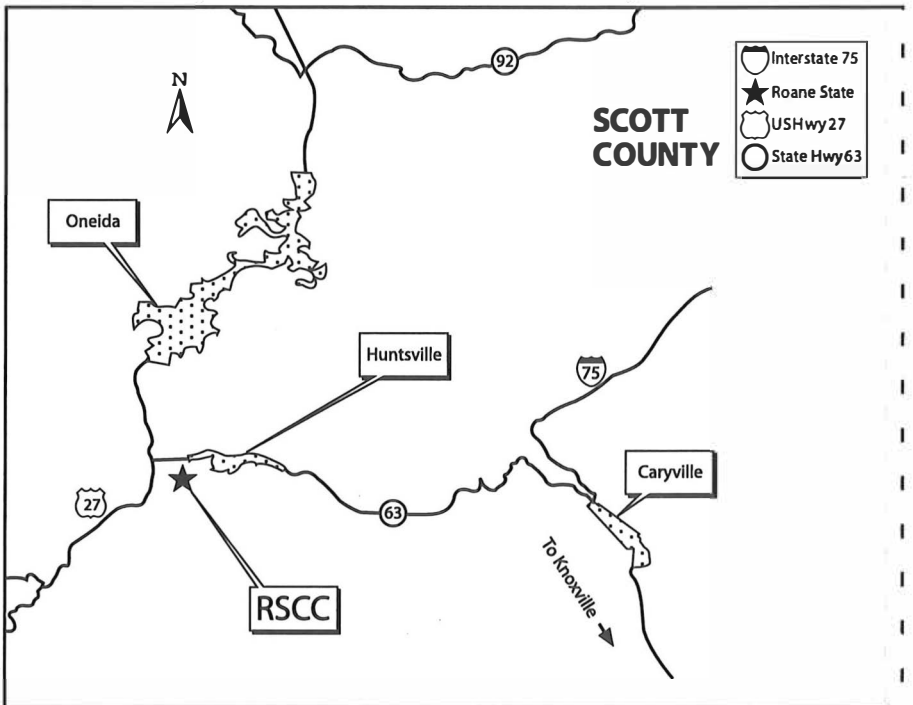 92
N
SCOTT
COUNTY
Interstate 75
Roane State
USHwy27
State Hwy63
Oneida
Huntsville
75
Caryville
27
63
To Knoxville
RSCC